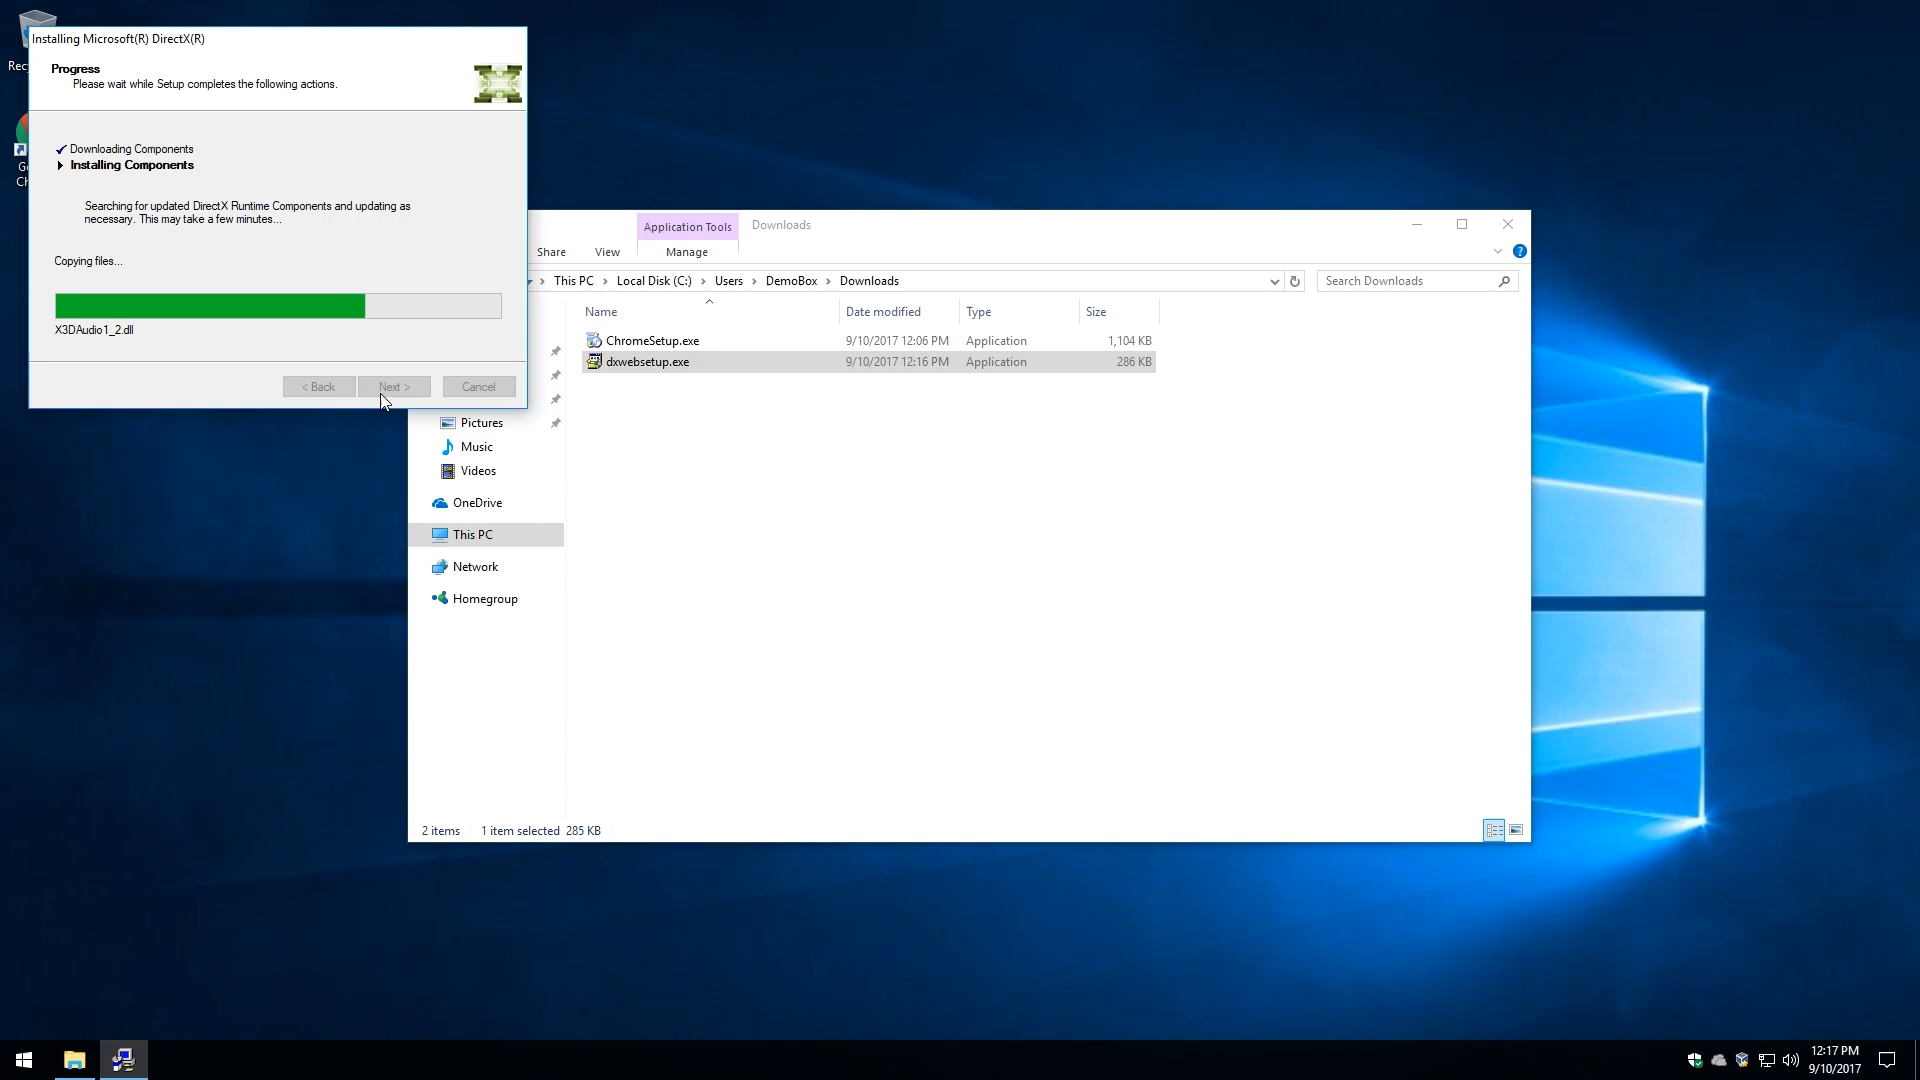 Installing Microsoft(R) DirectX(R)
Progress
Please wait while Setup completes the following actions.
Downloading Components
Installing Components
Searching for updated DirectX Runtime Components and updating as
necessary. This may take a few minutes...
Copying files...
X3DAudio1_2.dll
< Back Next > Cancel
Application Tools Downloads
Share View Manage
This PC Local Disk (C:) Users DemoBox Downloads Search Downloads
Name Date modified Type Size
ChromeSetup.exe 9/10/2017 12:06 PM Application 1,104 KB
dxwebsetup.exe 9/10/2017 12:16 PM Application 286 KB
Pictures
Music
Videos
OneDrive
This PC
Network
Homegroup
2 items 1 item selected 285 KB
12:17 PM
9/10/2017